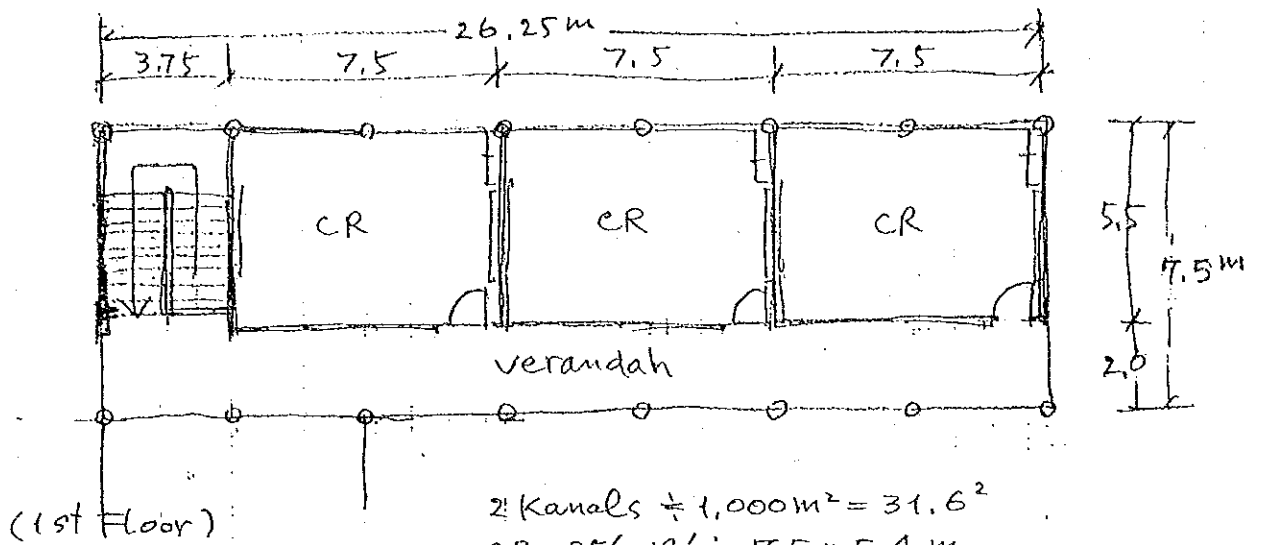 26.25 m
3.75 7.5 7.5 7.5
CR CR CR
5.5
7.5 m
verandah
2.0
(1st Floor)
2 Kanals ≑ 1,000 m² = 31.6²